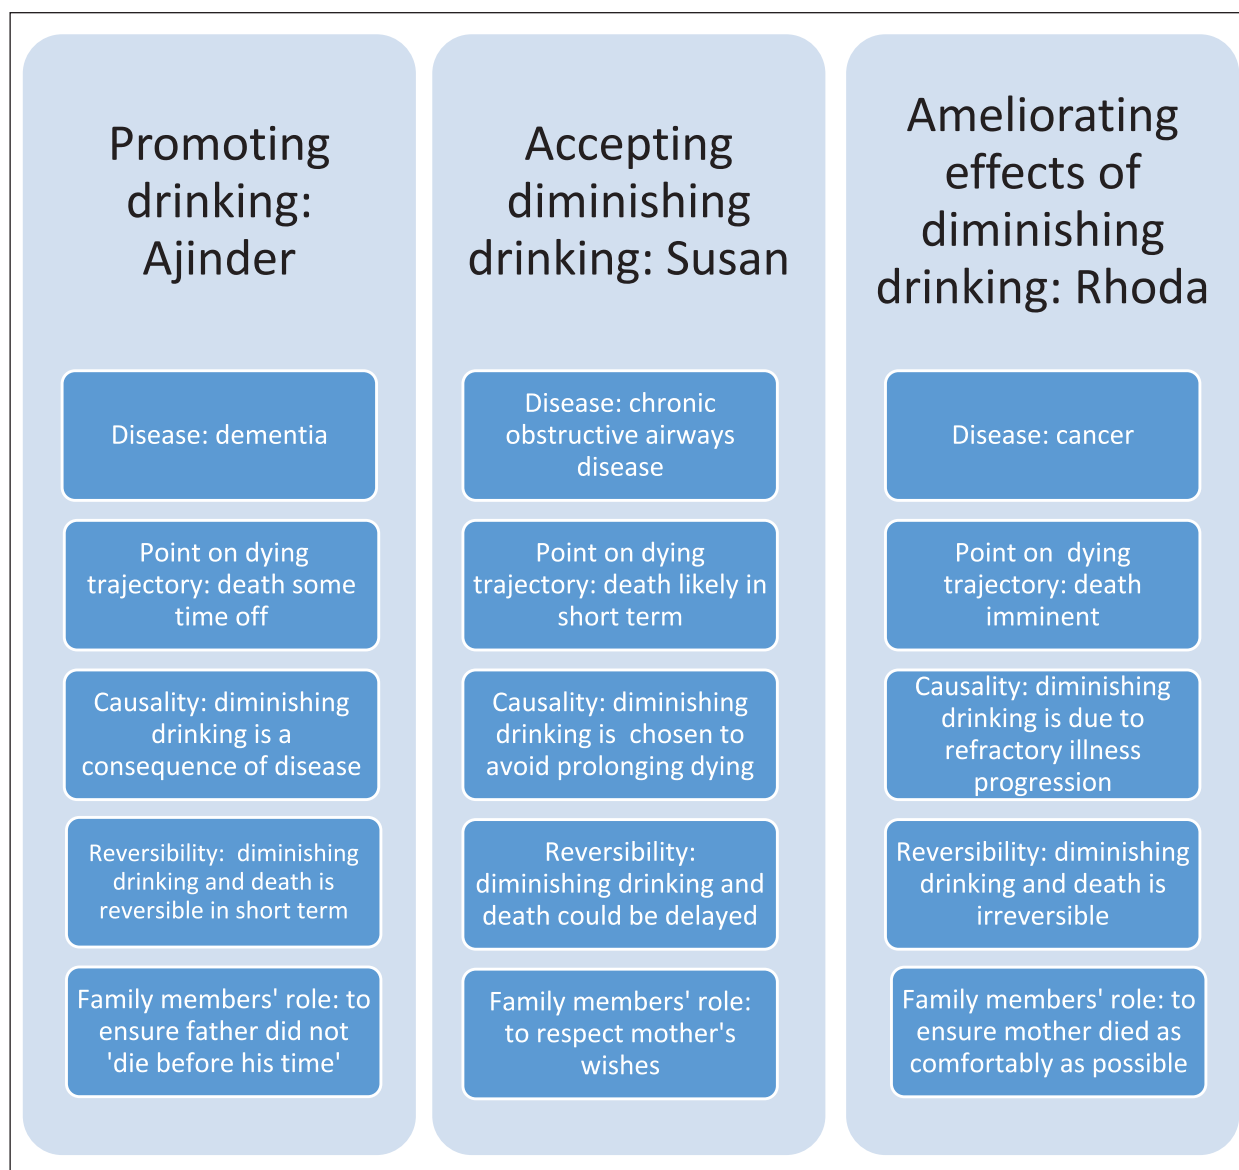 Promoting
drinking:
Ajinder
Disease: dementia
Point on dying
trajectory: death some
time off
Causality: diminishing
drinking is a
consequence of disease
Reversibility: diminishing
drinking and death is
reversible in short term
Family members' role: to
ensure father did not
'die before his time'
Accepting
diminishing
drinking: Susan
Disease: chronic
obstructive airways
disease
Point on dying
trajectory: death likely in
short term
Causality: diminishing
drinking is chosen to
avoid prolonging dying
Reversibility:
diminishing drinking and
death could be delayed
Family members' role:
to respect mother's
wishes
Ameliorating
effects of
diminishing
drinking: Rhoda
Disease: cancer
Point on dying
trajectory: death
imminent
Causality: diminishing
drinking is due to
refractory illness
progression
Reversibility: diminishing
drinking and death is
irreversible
Family members' role: to
ensure mother died as
comfortably as possible